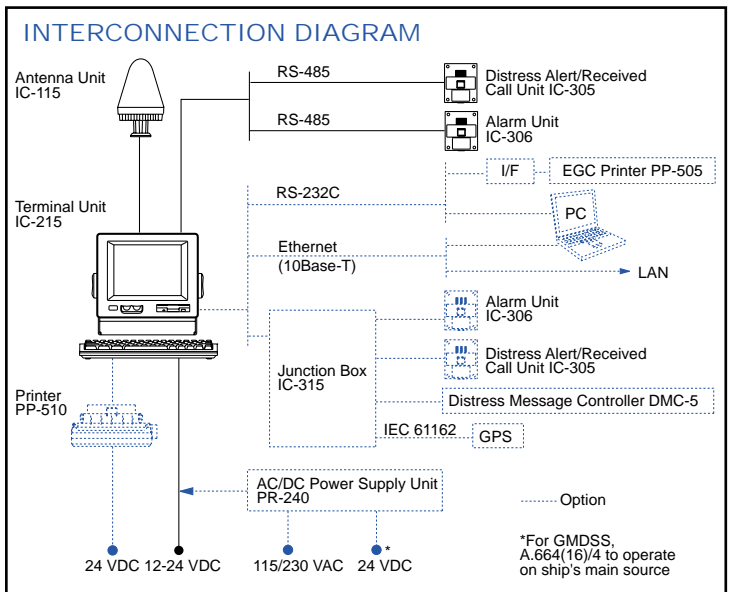 INTERCONNECTION DIAGRAM
Antenna Unit
IC-115
RS-485
Distress Alert/Received
Call Unit IC-305
RS-485
Alarm Unit
IC-306
I/F
EGC Printer PP-505
RS-232C
PC
Terminal Unit
IC-215
Ethernet
(10Base-T)
LAN
Alarm Unit
IC-306
Junction Box
IC-315
Distress Alert/Received
Call Unit IC-305
Distress Message Controller DMC-5
IEC 61162
GPS
Printer
PP-510
AC/DC Power Supply Unit
PR-240
Option
*For GMDSS,
A.664(16)/4 to operate
on ship's main source
24 VDC
12-24 VDC
115/230 VAC
*
24 VDC